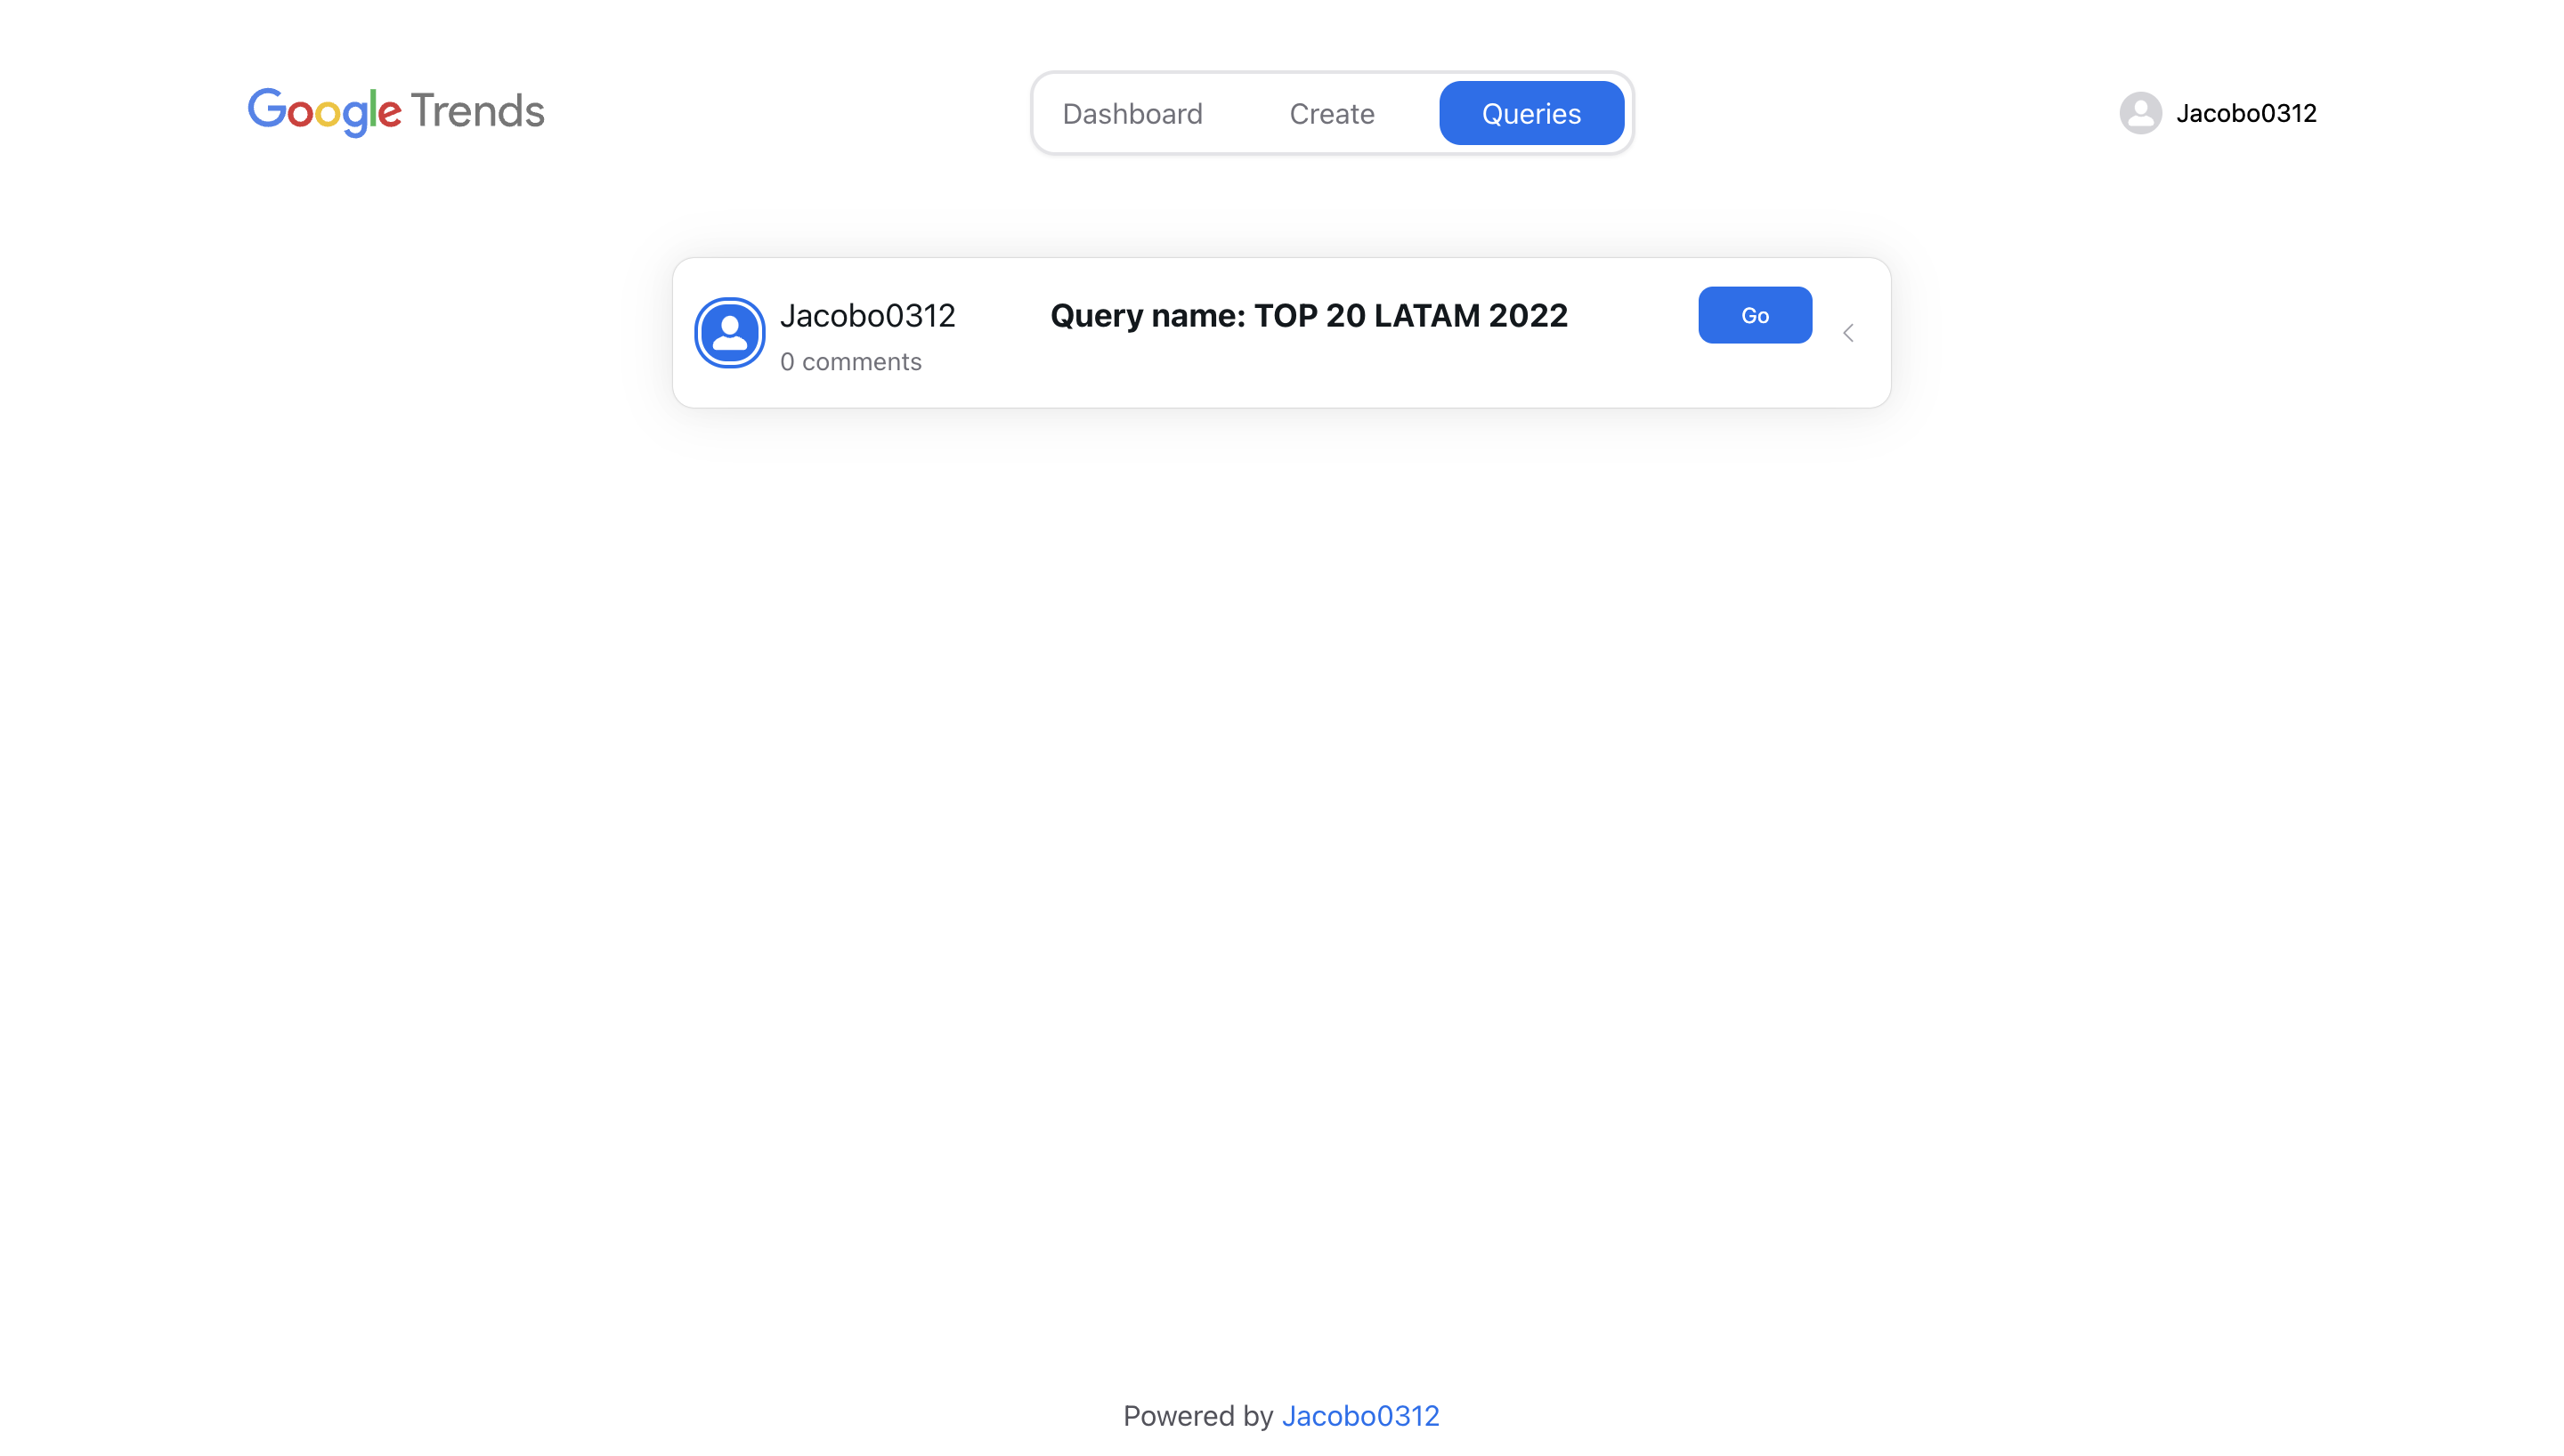 Google Trends
Dashboard Create Queries
Jacobo0312
Jacobo0312
Query name: TOP 20 LATAM 2022
Go
0 comments
Powered by Jacobo0312